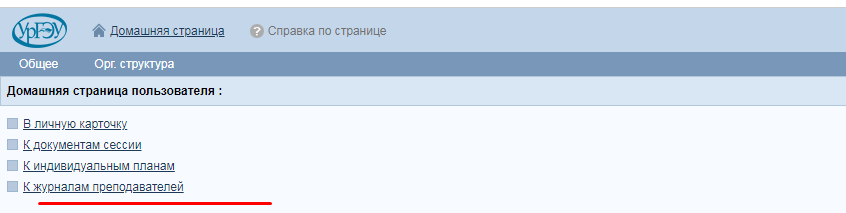 УрГЭУ Домашняя страница ? Справка по странице
Общее Орг. структура
Домашняя страница пользователя :
В личную карточку
К документам сессии
К индивидуальным планам
К журналам преподавателей